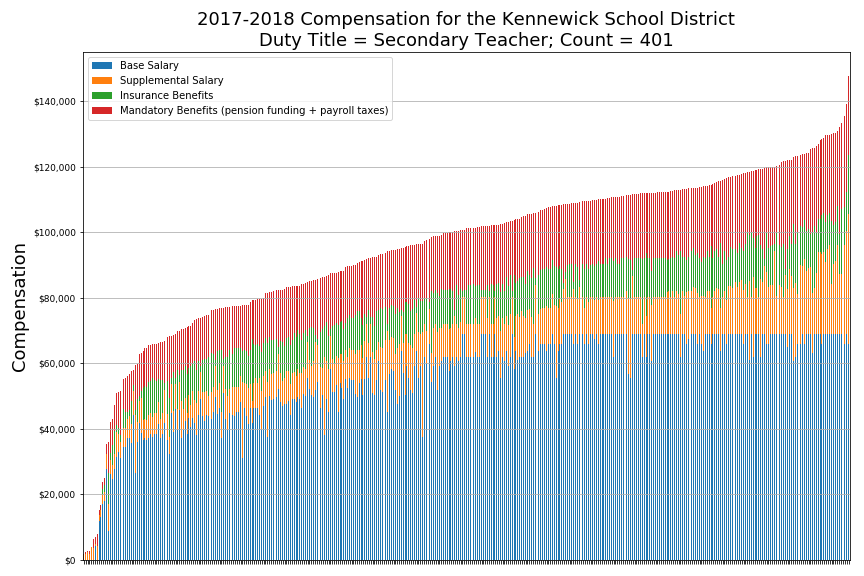 2017-2018 Compensation for the Kennewick School District
Duty Title = Secondary Teacher; Count = 401
Base Salary
Supplemental Salary
Insurance Benefits
Mandatory Benefits (pension funding + payroll taxes)
Compensation
$140,000
$120,000
$100,000
$80,000
$60,000
$40,000
$20,000
$0